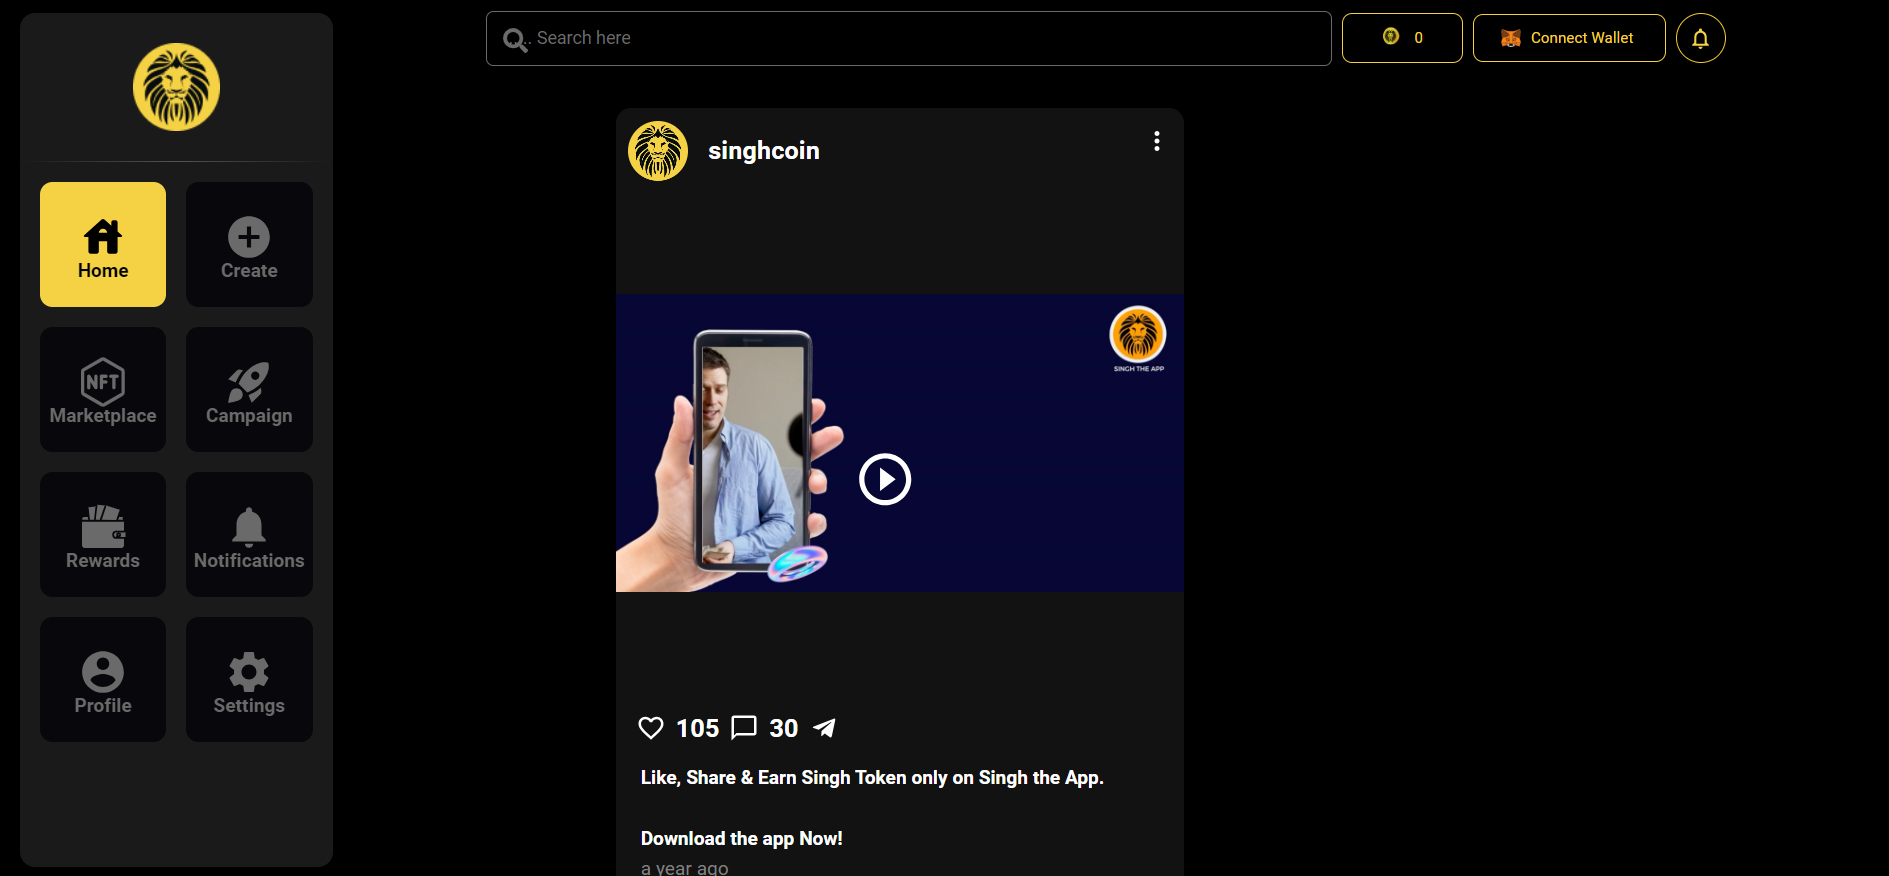 Search here
0
Connect Wallet
Home
Create
NFT
Marketplace
Campaign
Rewards
Notifications
Profile
Settings
singhcoin
SINGH THE APP
105
30
Like, Share & Earn Singh Token only on Singh the App.
Download the app Now!
a year ago